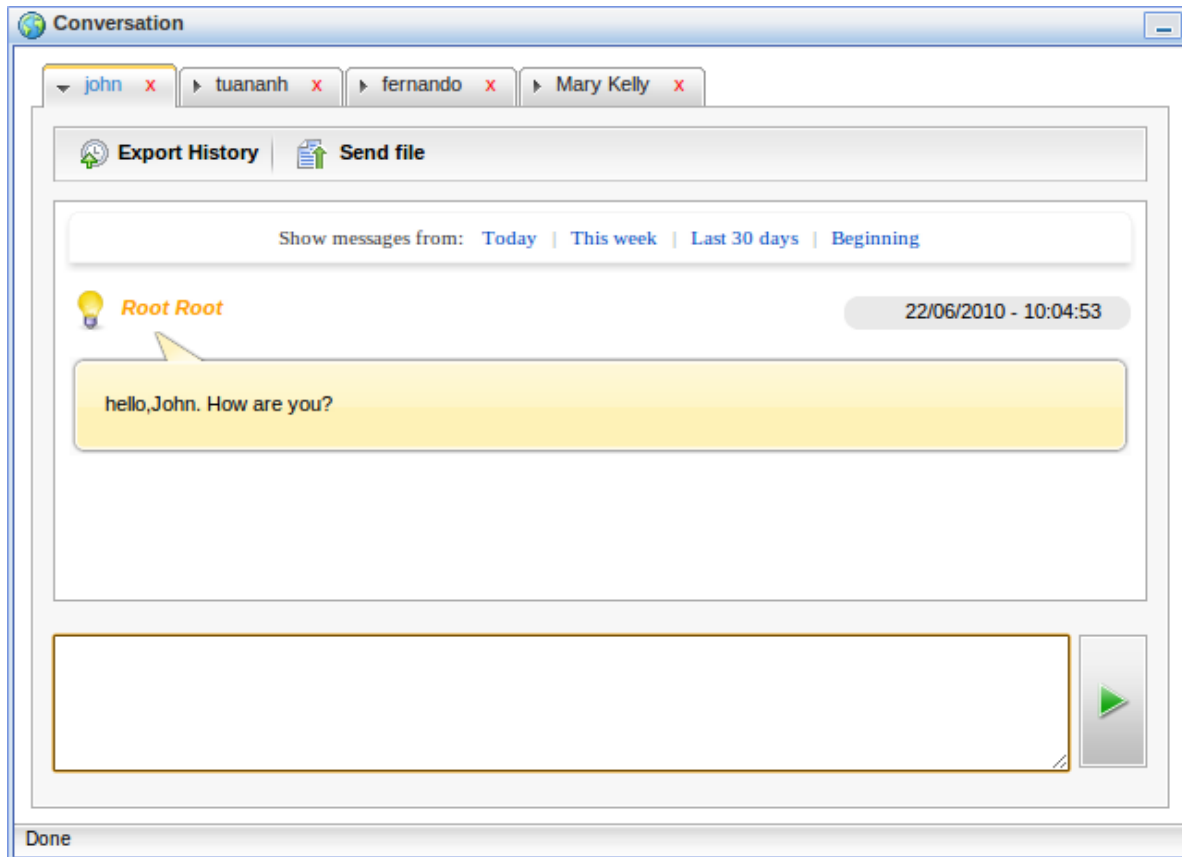 Conversation
john x tuananh x fernando x Mary Kelly x
Export History Send file
Show messages from: Today | This week | Last 30 days | Beginning
Root Root 22/06/2010 - 10:04:53
hello,John. How are you?
Done